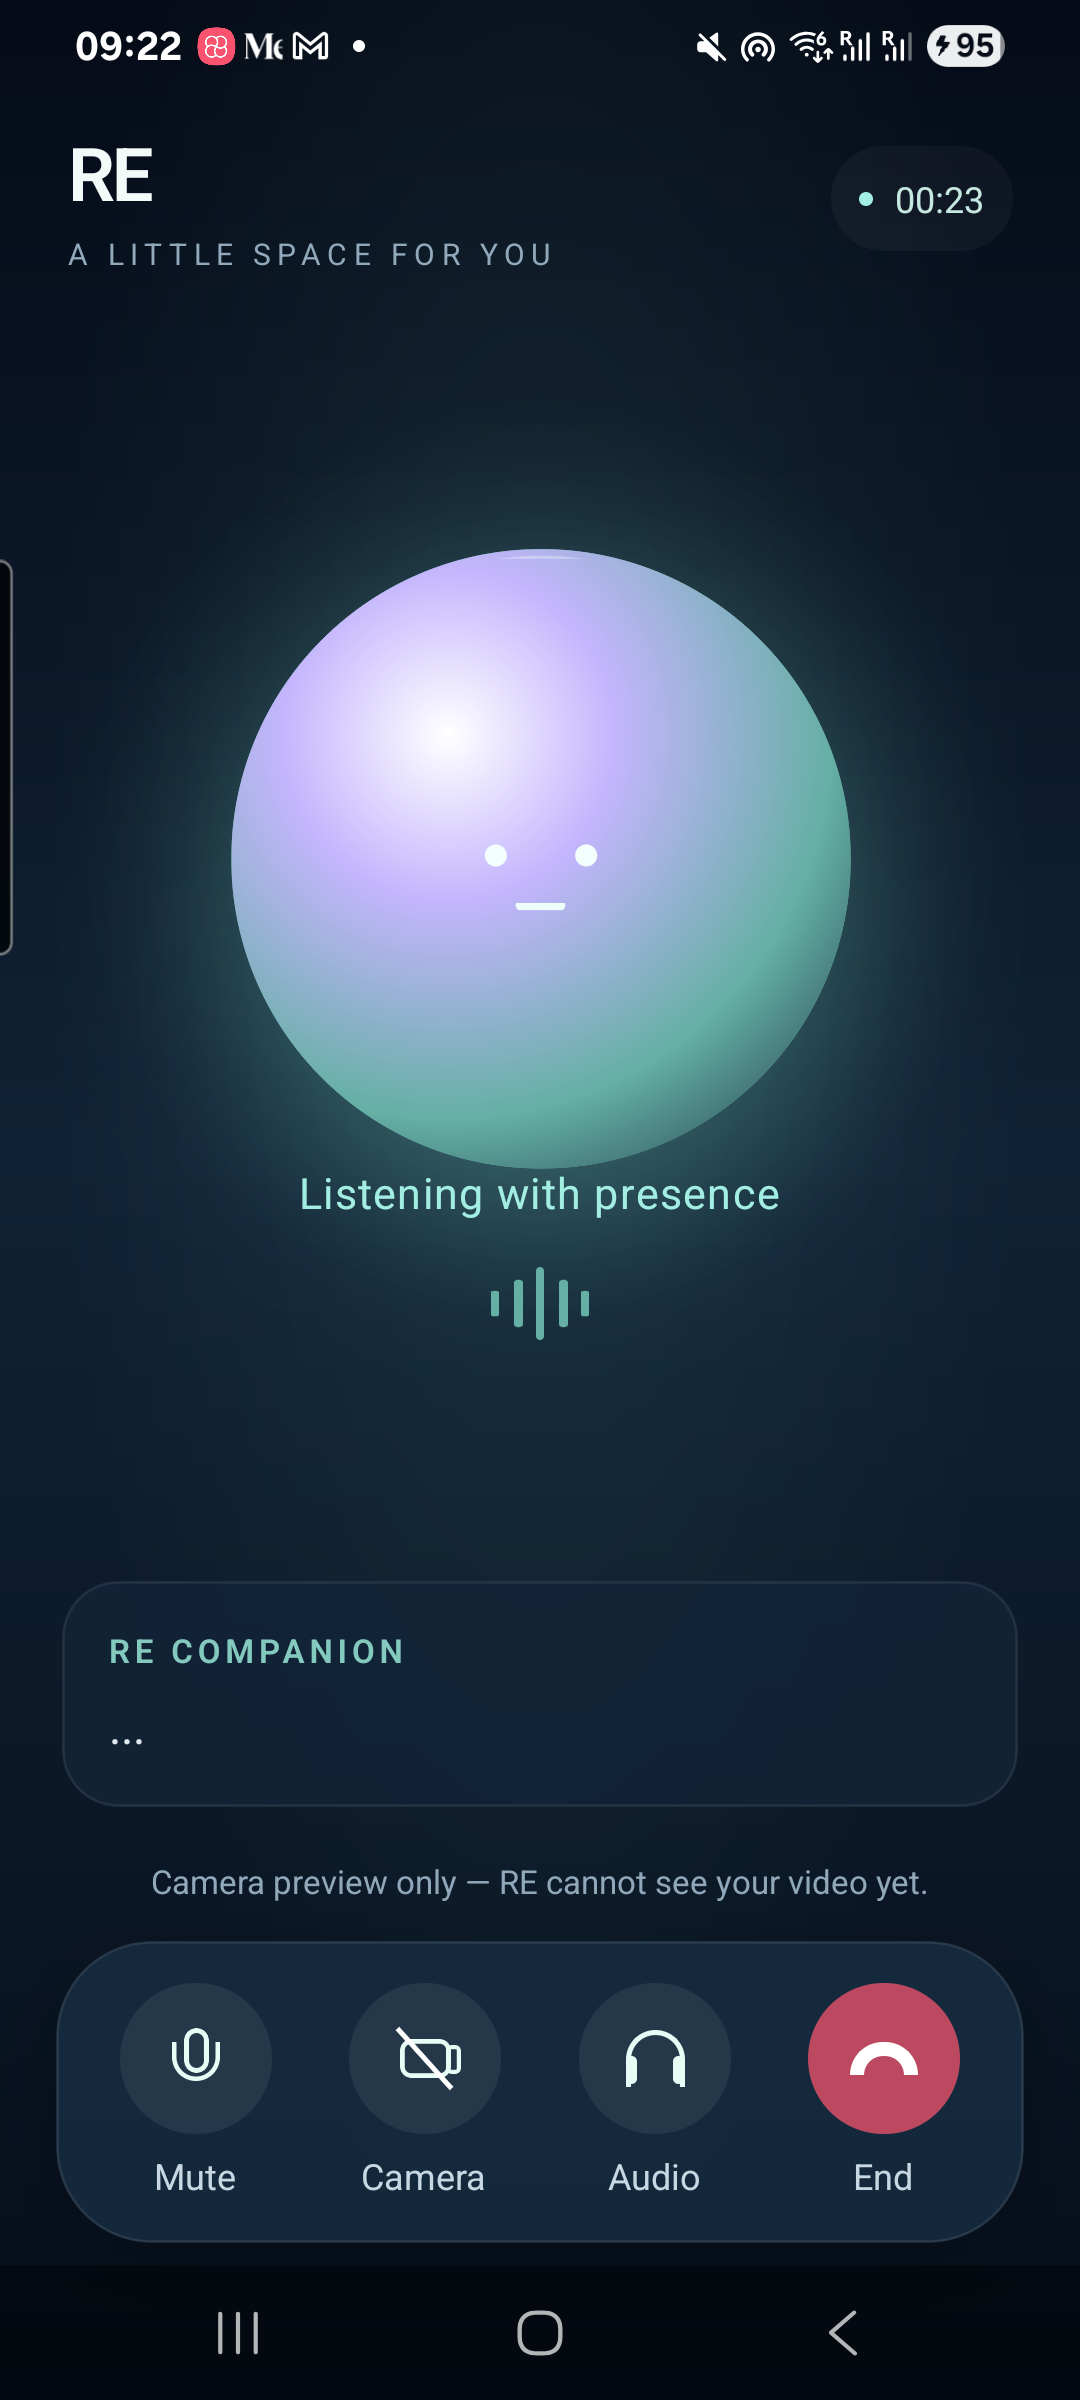 09:22
95
RE
00:23
A LITTLE SPACE FOR YOU
Listening with presence
RE COMPANION
...
Camera preview only — RE cannot see your video yet.
Mute Camera Audio End